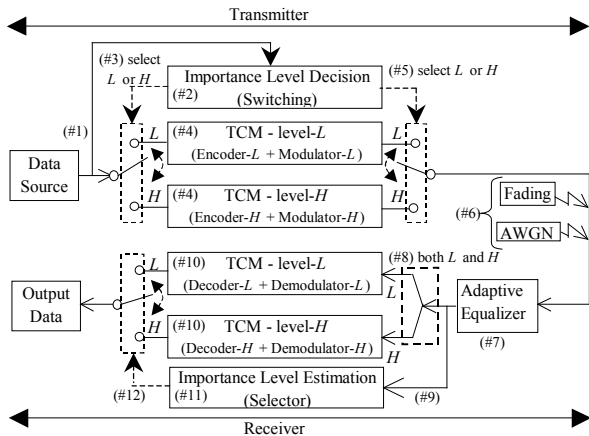 Transmitter
(#3) select
L or H
Importance Level Decision
(#2)
(Switching)
(#5) select L or H
(#1)
L
(#4)
TCM - level-L
(Encoder-L + Modulator-L)
L
Data
Source
H
(#4)
TCM - level-H
(Encoder-H + Modulator-H)
H
(#6)
Fading
AWGN
(#8) both L and H
L
(#10)
TCM - level-L
(Decoder-L + Demodulator-L)
L
Output
Data
Adaptive
Equalizer
(#7)
H
(#10)
TCM - level-H
(Decoder-H + Demodulator-H)
H
Importance Level Estimation
(#12)
(#11)
(Selector)
(#9)
Receiver